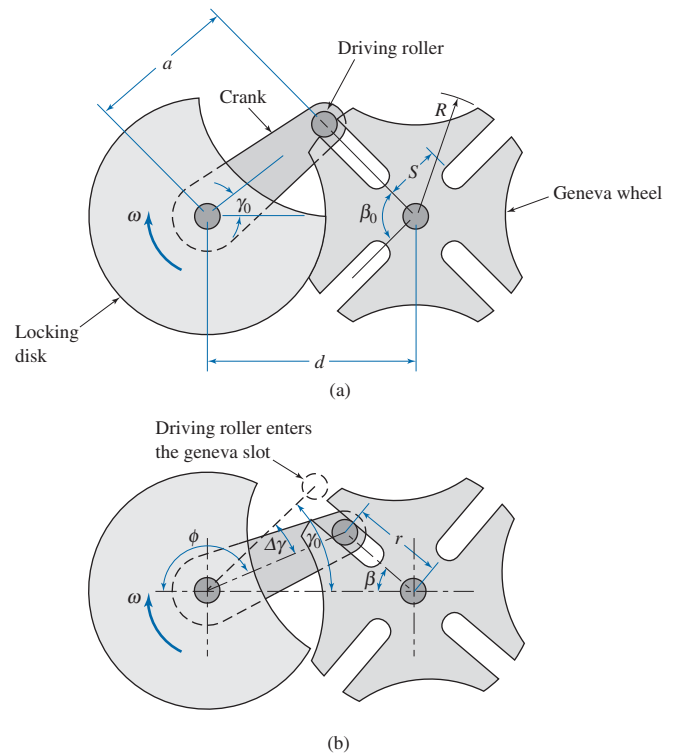 Driving roller
a
Crank
R
S
Geneva wheel
γ₀
β₀
ω
Locking
disk
d
(a)
Driving roller enters
the geneva slot
ϕ
Δγ
γ₀
r
β
ω
(b)